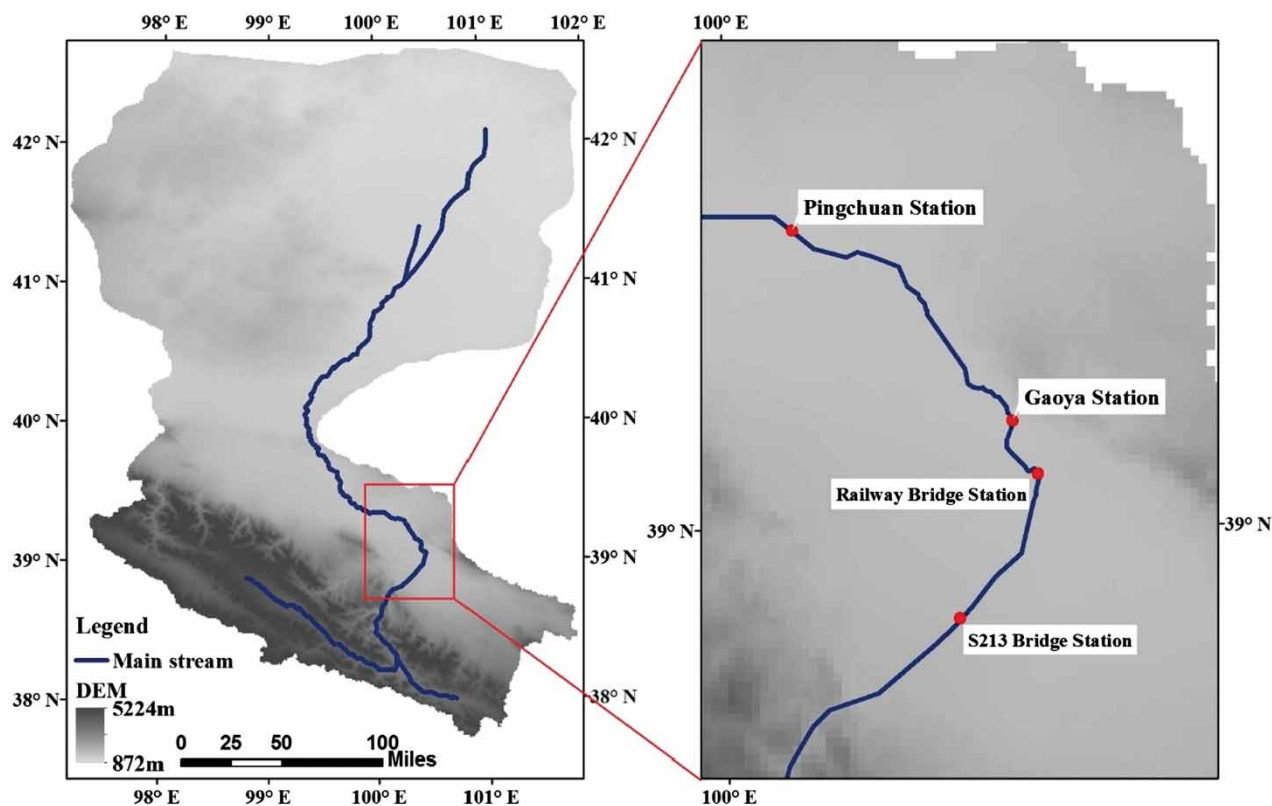 98° E 99° E 100° E 101° E 102° E
42° N
41° N
40° N
39° N
42° N
41° N
40° N
39° N
38° N
Legend
Main stream
DEM
5224m
872m
0 25 50 100
Miles
98° E 99° E 100° E 101° E
100° E
Pingchuan Station
Gaoya Station
Railway Bridge Station
39° N
39° N
S213 Bridge Station
100° E